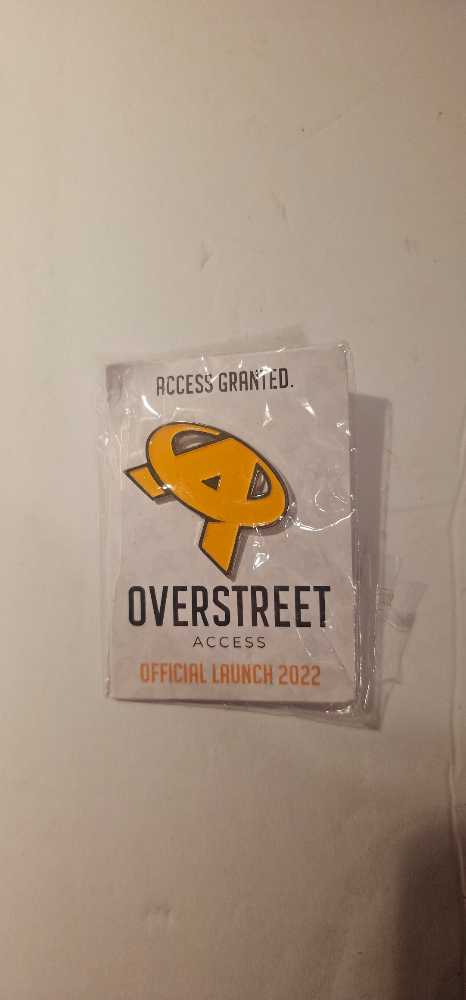 ACCESS GRANTED.
OVERSTREET
ACCESS
OFFICIAL LAUNCH 2022